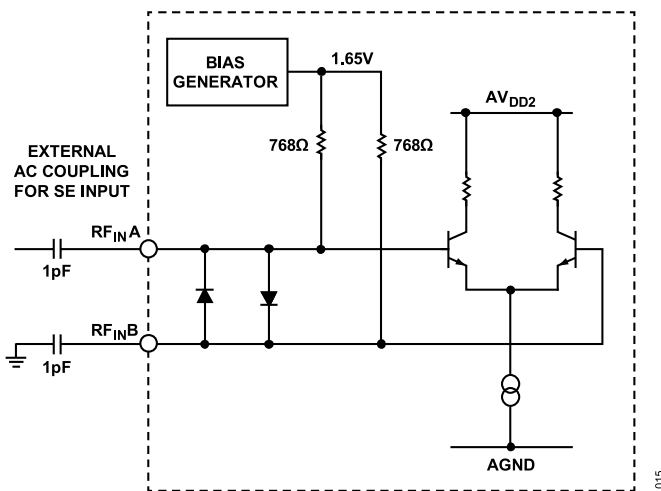 BIAS
GENERATOR
1.65V
AVDD2
768Ω
768Ω
EXTERNAL
AC COUPLING
FOR SE INPUT
RFINA
1pF
RFINB
1pF
AGND
015